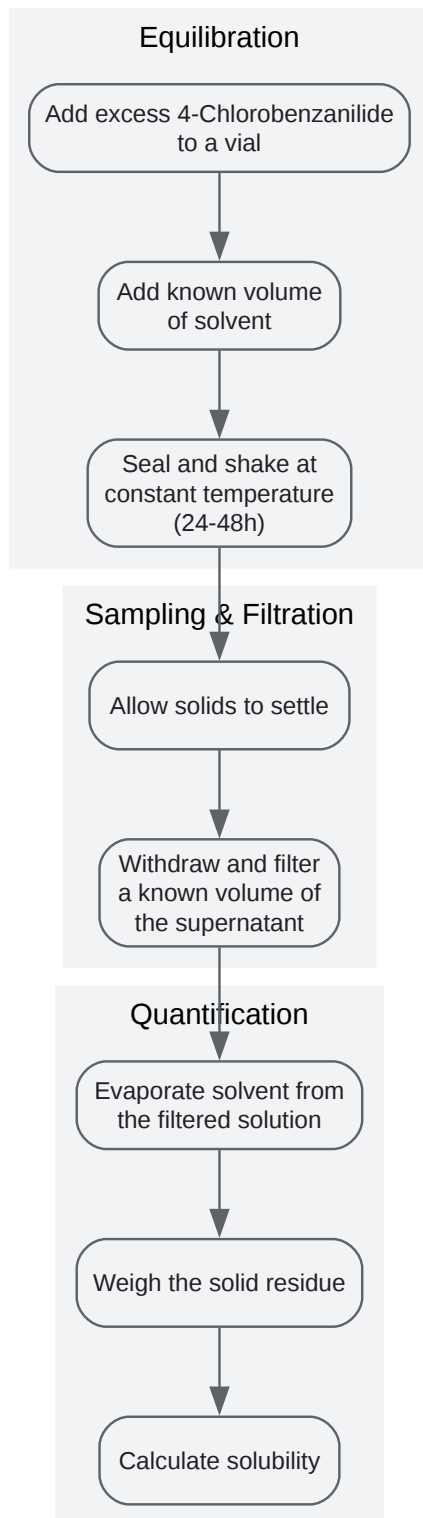 Equilibration
Add excess 4-Chlorobenzanilide
to a vial
Add known volume
of solvent
Seal and shake at
constant temperature
(24-48h)
Sampling & Filtration
Allow solids to settle
Withdraw and filter
a known volume of
the supernatant
Quantification
Evaporate solvent from
the filtered solution
Weigh the solid residue
Calculate solubility